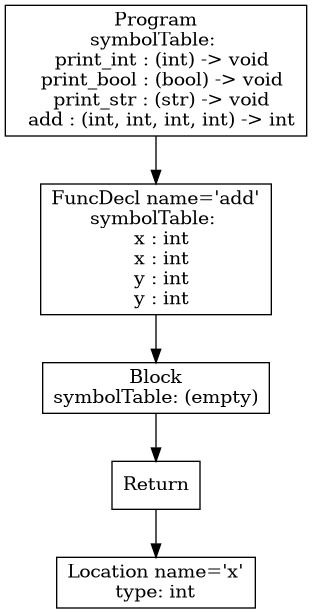 Program
symbolTable:
print_int : (int) -> void
print_bool : (bool) -> void
print_str : (str) -> void
add : (int, int, int, int) -> int
FuncDecl name='add'
symbolTable:
x : int
x : int
y : int
y : int
Block
symbolTable: (empty)
Return
Location name='x'
type: int